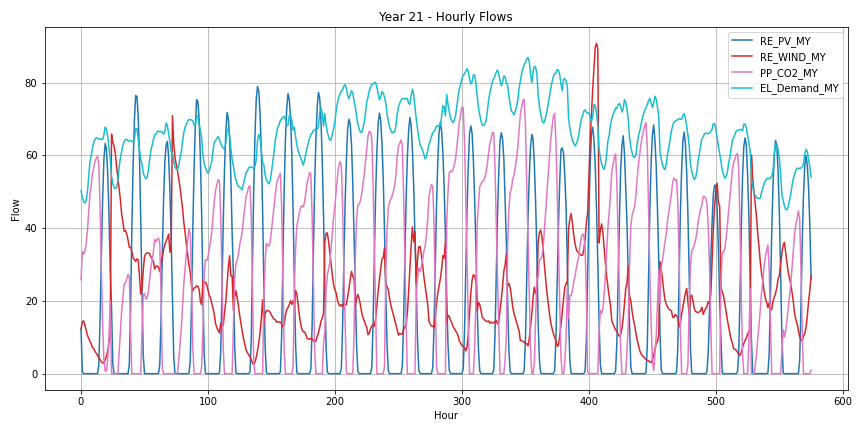 Year 21 - Hourly Flows
RE_PV_MY
RE_WIND_MY
PP_CO2_MY
EL_Demand_MY
80
60
40
20
0
Flow
0 100 200 300 400 500 600
Hour